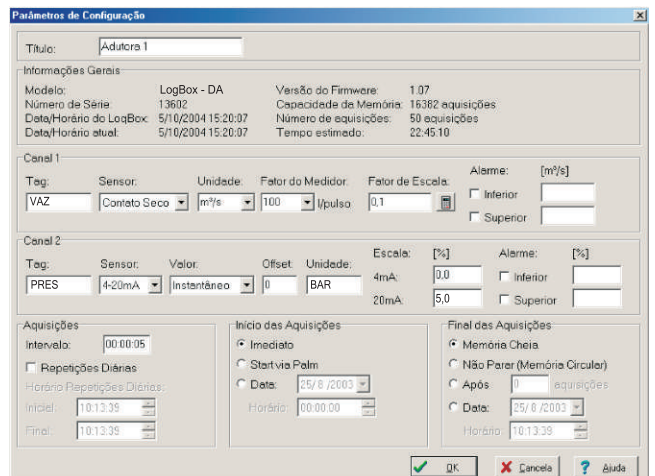 Parâmetros de Configuração
Título: Adutora 1
Informações Gerais
Modelo: LogBox - DA Versão do Firmware: 1.07
Número de Série: 13602 Capacidade da Memória: 16382 aquisições
Data/Horário do LogBox: 5/10/2004 15:20:07 Número de aquisições: 50 aquisições
Data/Horário atual: 5/10/2004 15:20:07 Tempo estimado: 22:45:10
Canal 1
Alarme: [m³/s]
Tag: Sensor: Unidade: Fator do Medidor: Fator de Escala:
VAZ Contato Seco m³/s 100 l/pulso 0,1
Inferior
Superior
Canal 2
Escala: [%] Alarme: [%]
Tag: Sensor: Valor: Offset: Unidade:
PRES 4-20mA Instantâneo 0 BAR
4mA: 0,0 Inferior
20mA: 5,0 Superior
Aquisições
Intervalo: 00:00:05
Repetições Diárias
Horário Repetições Diárias:
Inicial: 10:13:39
Final: 10:13:39
Início das Aquisições
Imediato
Start via Palm
Data: 25/ 8 /2003
Horário: 00:00:00
Final das Aquisições
Memória Cheia
Não Parar (Memória Circular)
Após 0 aquisições
Data: 25/ 8 /2003
Horário: 10:13:39
OK Cancela Ajuda